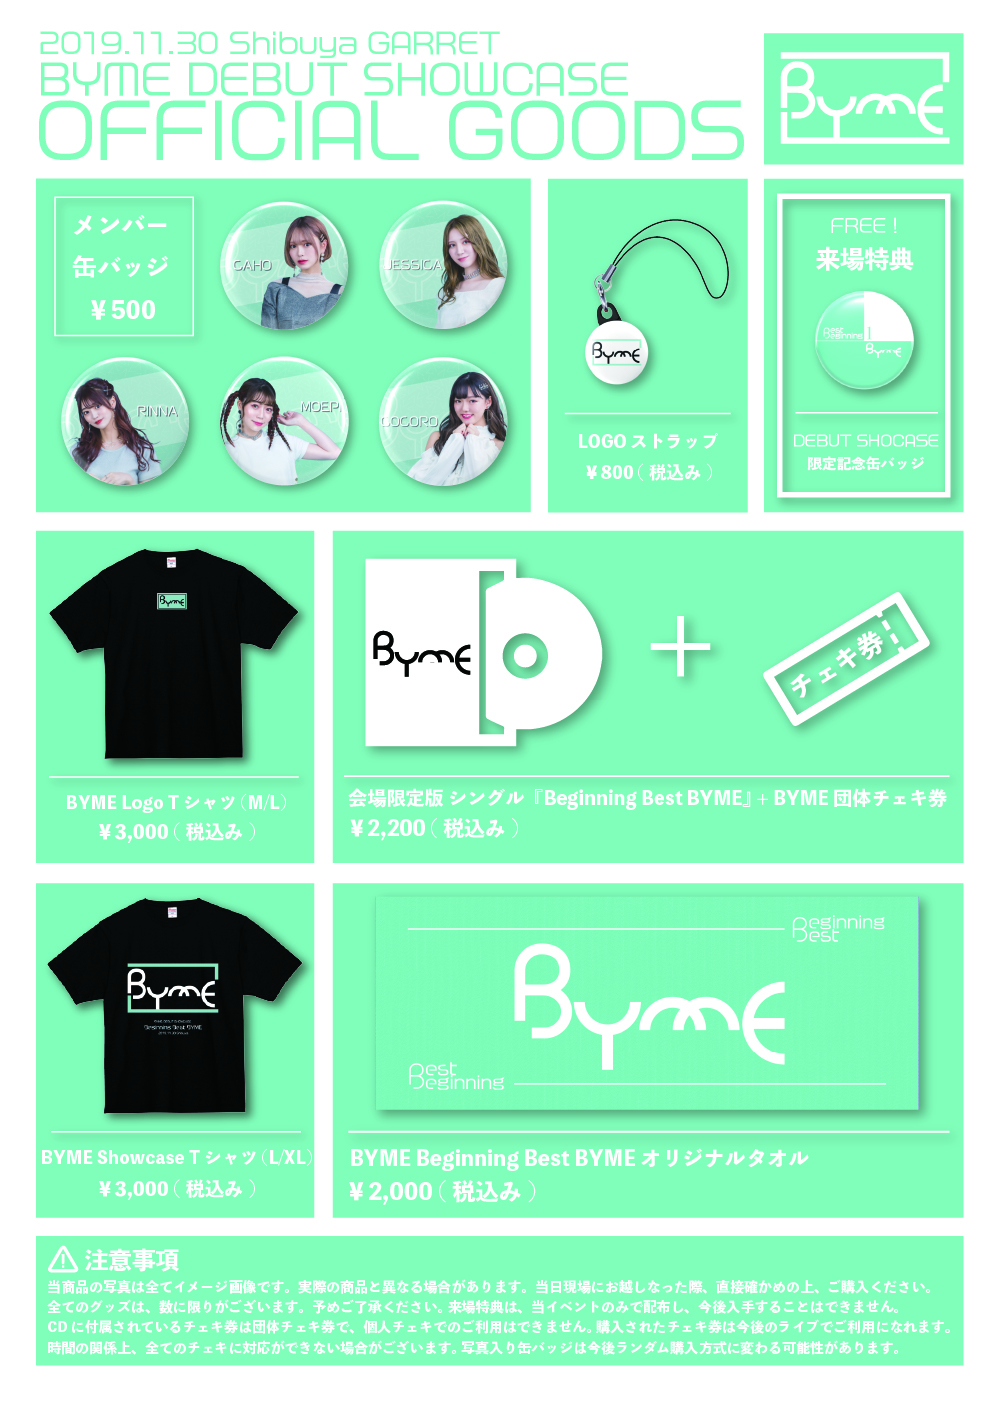 2019.11.30 Shibuya GARRET
BYME DEBUT SHOWCASE
OFFICIAL GOODS
Byme
メンバー
缶バッジ
¥500
CAHO
JESSICA
RINNA
MOEP
COCORO
Byme
LOGO ストラップ
¥800(税込み)
FREE!
来場特典
Best
Beginning
Byme
DEBUT SHOCASE
限定記念缶バッジ
Byme
BYME Logo T シャツ(M/L)
¥3,000(税込み)
Byme
+
チェキ券
会場限定版 シングル『Beginning Best BYME』+ BYME 団体チェキ券
¥2,200(税込み)
Byme
Beginning Best BYME
BYME Showcase T シャツ(L/XL)
¥3,000(税込み)
Beginning
Best
Byme
Best
Beginning
BYME Beginning Best BYME オリジナルタオル
¥2,000(税込み)
注意事項
当商品の写真は全てイメージ画像です。実際の商品と異なる場合があります。当日現場にお越しなった際、直接確かめの上、ご購入ください。
全てのグッズは、数に限りがございます。予めご了承ください。来場特典は、当イベントのみで配布し、今後入手することはできません。
CDに付属されているチェキ券は団体チェキ券で、個人チェキでのご利用はできません。購入されたチェキ券は今後のライブでご利用になれます。
時間の関係上、全てのチェキに対応ができない場合がございます。写真入り缶バッジは今後ランダム購入方式に変わる可能性があります。